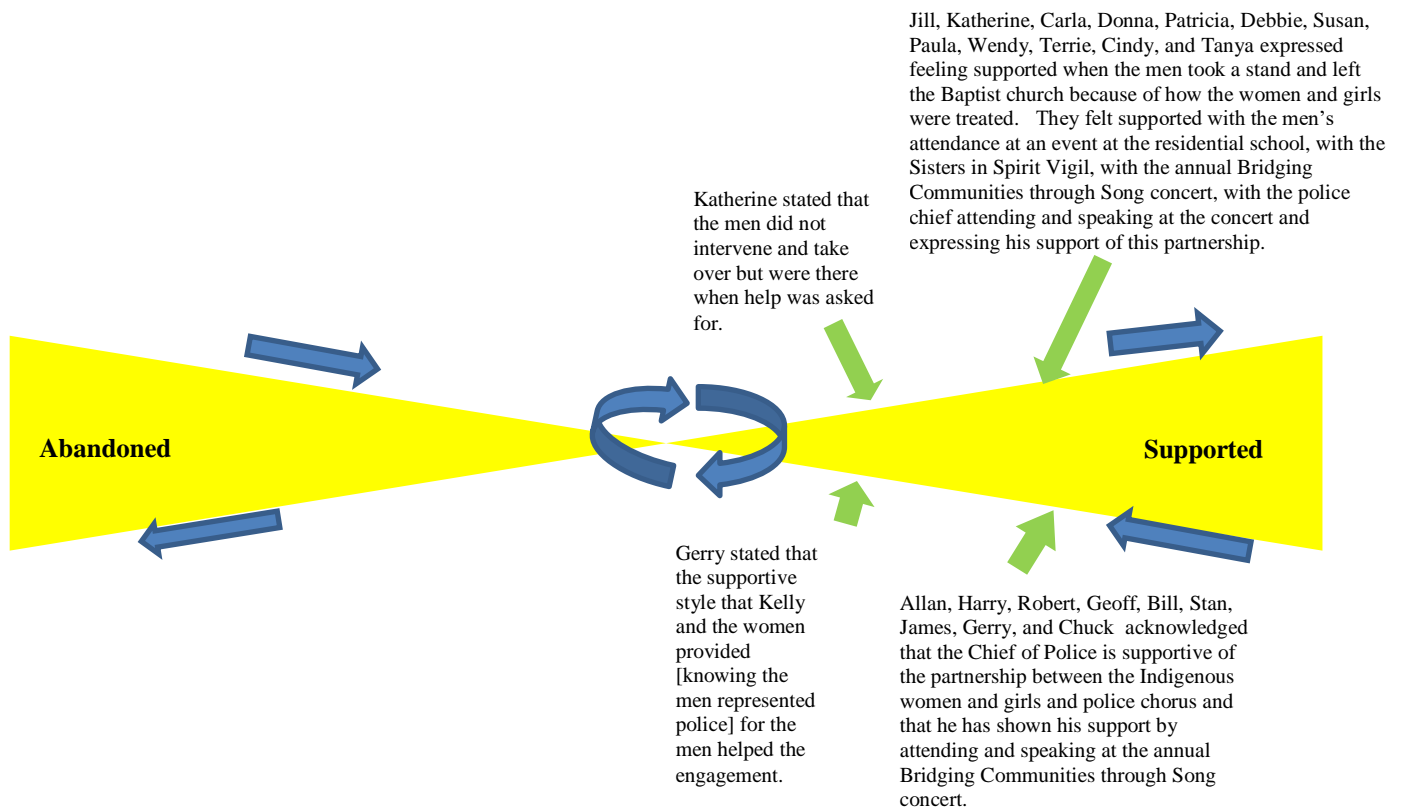 Jill, Katherine, Carla, Donna, Patricia, Debbie, Susan,
Paula, Wendy, Terrie, Cindy, and Tanya expressed
feeling supported when the men took a stand and left
the Baptist church because of how the women and girls
were treated.   They felt supported with the men's
attendance at an event at the residential school, with the
Sisters in Spirit Vigil, with the annual Bridging
Communities through Song concert, with the police
chief attending and speaking at the concert and
expressing his support of this partnership.
Katherine stated that
the men did not
intervene and take
over but were there
when help was asked
for.
Abandoned
Supported
Gerry stated that
the supportive
style that Kelly
and the women
provided
[knowing the
men represented
police] for the
men helped the
engagement.
Allan, Harry, Robert, Geoff, Bill, Stan,
James, Gerry, and Chuck  acknowledged
that the Chief of Police is supportive of
the partnership between the Indigenous
women and girls and police chorus and
that he has shown his support by
attending and speaking at the annual
Bridging Communities through Song
concert.